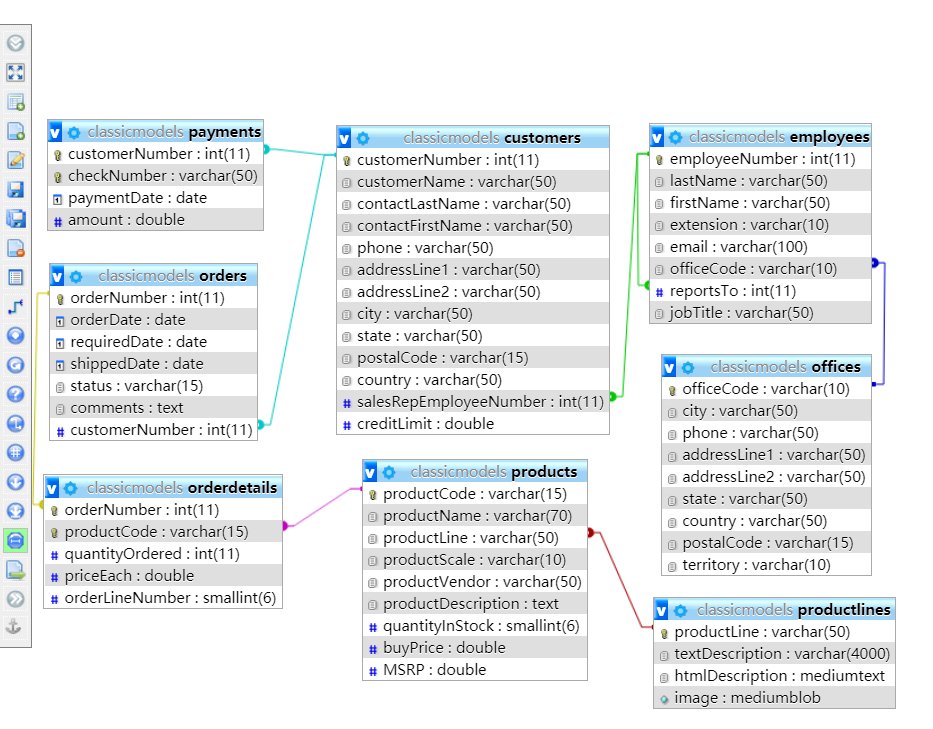 v classicmodels payments
customerNumber : int(11)
checkNumber : varchar(50)
paymentDate : date
# amount : double
v classicmodels customers
customerNumber : int(11)
customerName : varchar(50)
contactLastName : varchar(50)
contactFirstName : varchar(50)
phone : varchar(50)
addressLine1 : varchar(50)
addressLine2 : varchar(50)
city : varchar(50)
state : varchar(50)
postalCode : varchar(15)
country : varchar(50)
# salesRepEmployeeNumber : int(11)
# creditLimit : double
v classicmodels employees
employeeNumber : int(11)
lastName : varchar(50)
firstName : varchar(50)
extension : varchar(10)
email : varchar(100)
officeCode : varchar(10)
# reportsTo : int(11)
jobTitle : varchar(50)
v classicmodels orders
orderNumber : int(11)
orderDate : date
requiredDate : date
shippedDate : date
status : varchar(15)
comments : text
# customerNumber : int(11)
v classicmodels offices
officeCode : varchar(10)
city : varchar(50)
phone : varchar(50)
addressLine1 : varchar(50)
addressLine2 : varchar(50)
state : varchar(50)
country : varchar(50)
postalCode : varchar(15)
territory : varchar(10)
v classicmodels orderdetails
orderNumber : int(11)
productCode : varchar(15)
# quantityOrdered : int(11)
# priceEach : double
# orderLineNumber : smallint(6)
v classicmodels products
productCode : varchar(15)
productName : varchar(70)
productLine : varchar(50)
productScale : varchar(10)
productVendor : varchar(50)
productDescription : text
# quantityInStock : smallint(6)
# buyPrice : double
# MSRP : double
v classicmodels productlines
productLine : varchar(50)
textDescription : varchar(4000)
htmlDescription : mediumtext
image : mediumblob